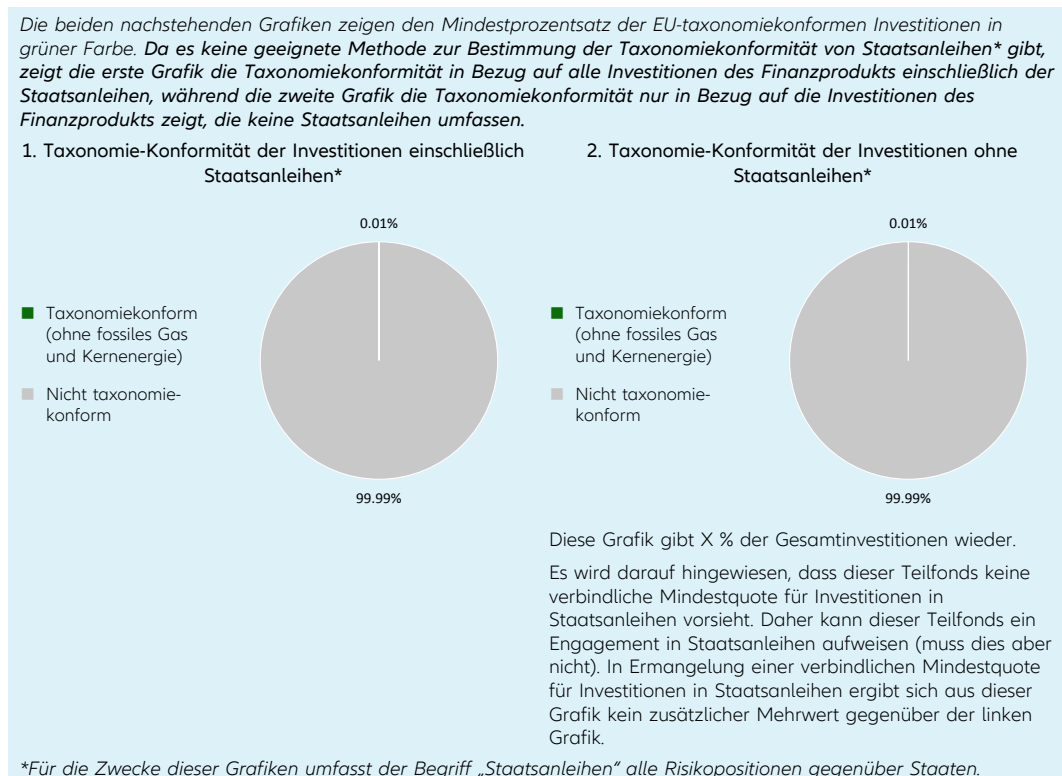 Die beiden nachstehenden Grafiken zeigen den Mindestprozentsatz der EU-taxonomiekonformen Investitionen in
grüner Farbe. Da es keine geeignete Methode zur Bestimmung der Taxonomiekonformität von Staatsanleihen* gibt,
zeigt die erste Grafik die Taxonomiekonformität in Bezug auf alle Investitionen des Finanzprodukts einschließlich der
Staatsanleihen, während die zweite Grafik die Taxonomiekonformität nur in Bezug auf die Investitionen des
Finanzprodukts zeigt, die keine Staatsanleihen umfassen.
1. Taxonomie-Konformität der Investitionen einschließlich
Staatsanleihen*
0.01%
Taxonomiekonform
(ohne fossiles Gas
und Kernenergie)
Nicht taxonomie-
konform
99.99%
2. Taxonomie-Konformität der Investitionen ohne
Staatsanleihen*
0.01%
Taxonomiekonform
(ohne fossiles Gas
und Kernenergie)
Nicht taxonomie-
konform
99.99%
Diese Grafik gibt X % der Gesamtinvestitionen wieder.
Es wird darauf hingewiesen, dass dieser Teilfonds keine
verbindliche Mindestquote für Investitionen in
Staatsanleihen vorsieht. Daher kann dieser Teilfonds ein
Engagement in Staatsanleihen aufweisen (muss dies aber
nicht). In Ermangelung einer verbindlichen Mindestquote
für Investitionen in Staatsanleihen ergibt sich aus dieser
Grafik kein zusätzlicher Mehrwert gegenüber der linken
Grafik.
*Für die Zwecke dieser Grafiken umfasst der Begriff „Staatsanleihen“ alle Risikopositionen gegenüber Staaten.